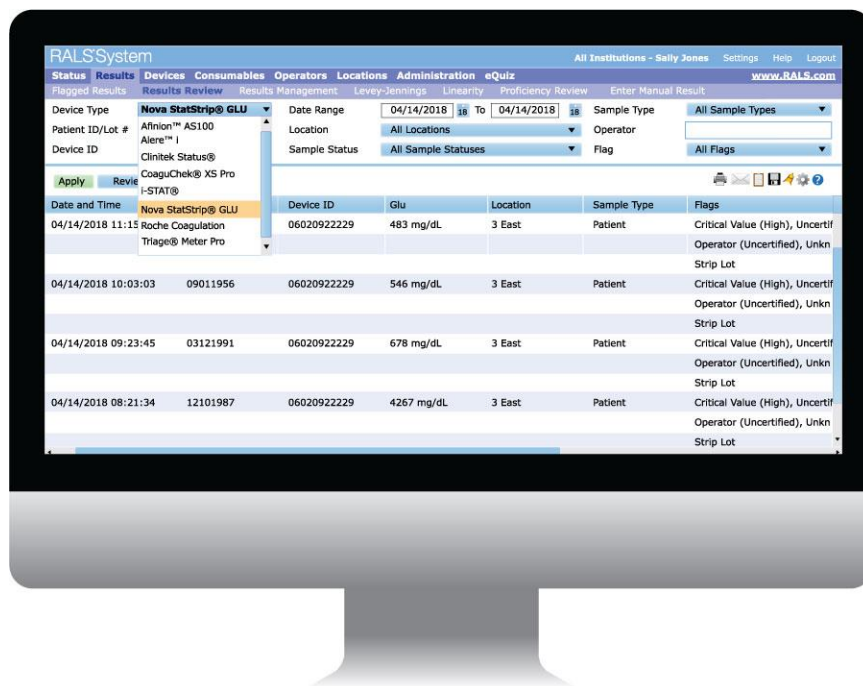 RALS®System
All Institutions - Sally Jones Settings Help Logout
Status Results Devices Consumables Operators Locations Administration eQuiz www.RALS.com
Flagged Results Results Review Results Management Levey-Jennings Linearity Proficiency Review Enter Manual Result
Device Type Nova StatStrip® GLU Date Range 04/14/2018 18 To 04/14/2018 18 Sample Type All Sample Types
Patient ID/Lot # Location All Locations Operator
Device ID Sample Status All Sample Statuses Flag All Flags
Afinion™ AS100
Alere™ i
Clinitek Status®
CoaguChek® XS Pro
i-STAT®
Nova StatStrip® GLU
Roche Coagulation
Triage® Meter Pro
Apply
Date and Time Device ID Glu Location Sample Type Flags
04/14/2018 11:15 06020922229 483 mg/dL 3 East Patient Critical Value (High), Uncertif
Operator (Uncertified), Unkn
Strip Lot
04/14/2018 10:03:03 09011956 06020922229 546 mg/dL 3 East Patient Critical Value (High), Uncertif
Operator (Uncertified), Unkn
Strip Lot
04/14/2018 09:23:45 03121991 06020922229 678 mg/dL 3 East Patient Critical Value (High), Uncertif
Operator (Uncertified), Unkn
Strip Lot
04/14/2018 08:21:34 12101987 06020922229 4267 mg/dL 3 East Patient Critical Value (High), Uncertif
Operator (Uncertified), Unkn
Strip Lot